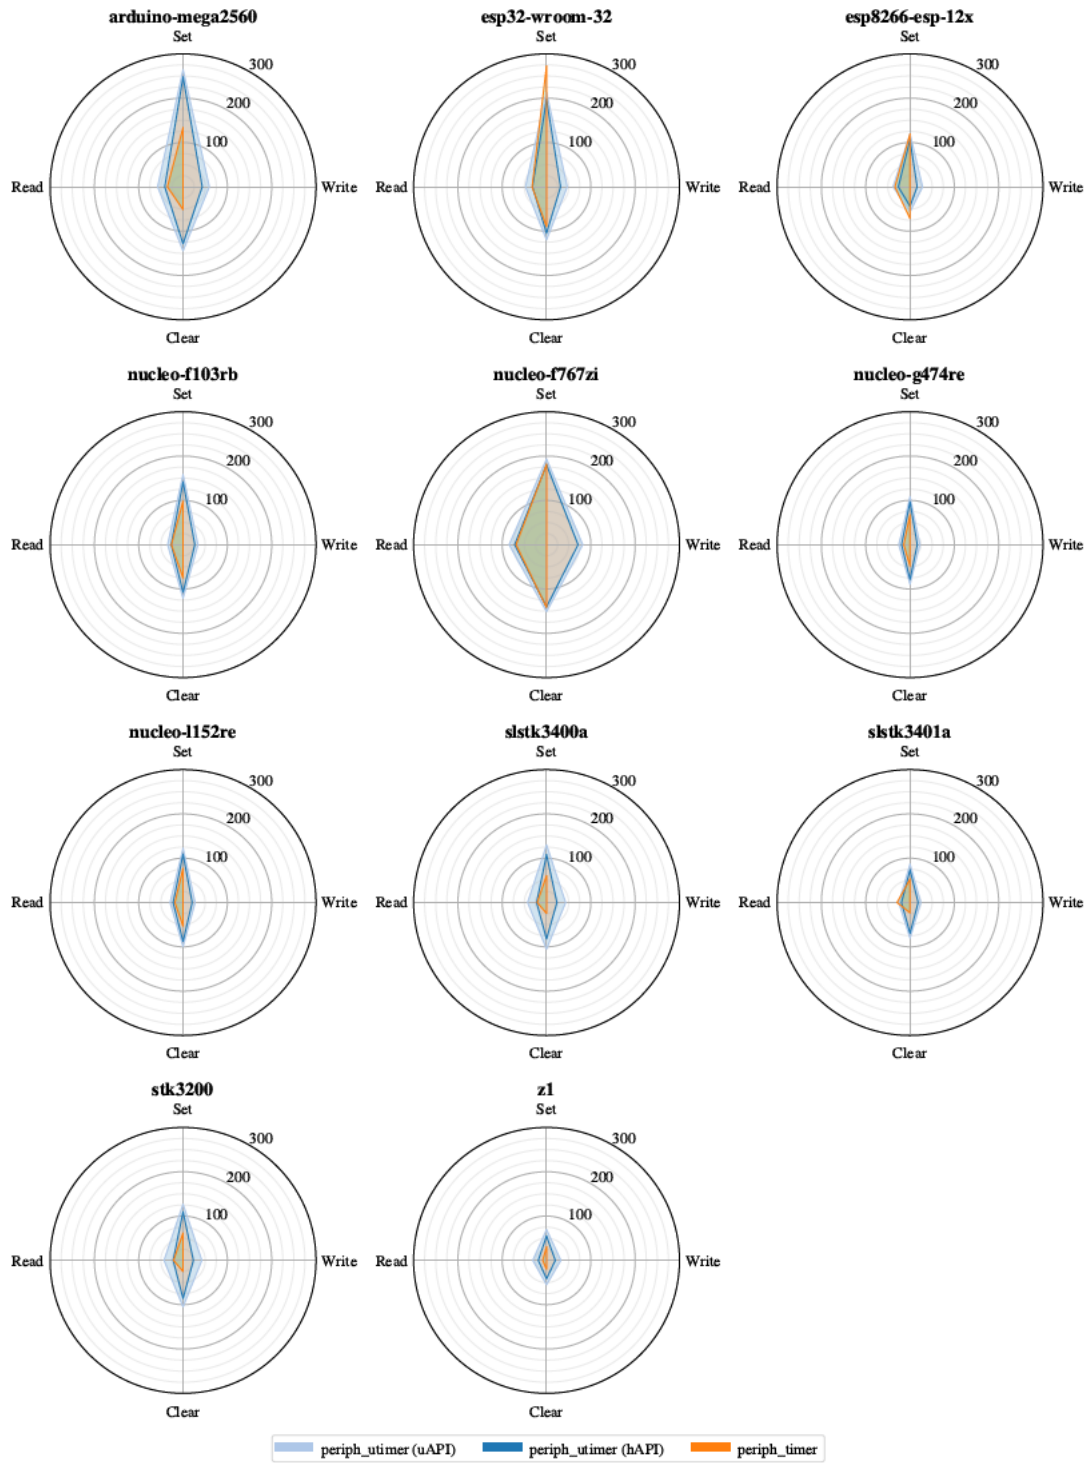 arduino-mega2560
Set
300
200
100
Read
Write
Clear
esp32-wroom-32
Set
300
200
100
Read
Write
Clear
esp8266-esp-12x
Set
300
200
100
Read
Write
Clear
nucleo-f103rb
Set
300
200
100
Read
Write
Clear
nucleo-f767zi
Set
300
200
100
Read
Write
Clear
nucleo-g474re
Set
300
200
100
Read
Write
Clear
nucleo-l152re
Set
300
200
100
Read
Write
Clear
slstk3400a
Set
300
200
100
Read
Write
Clear
slstk3401a
Set
300
200
100
Read
Write
Clear
stk3200
Set
300
200
100
Read
Write
Clear
z1
Set
300
200
100
Read
Write
Clear
periph_utimer (uAPI)
periph_utimer (hAPI)
periph_timer